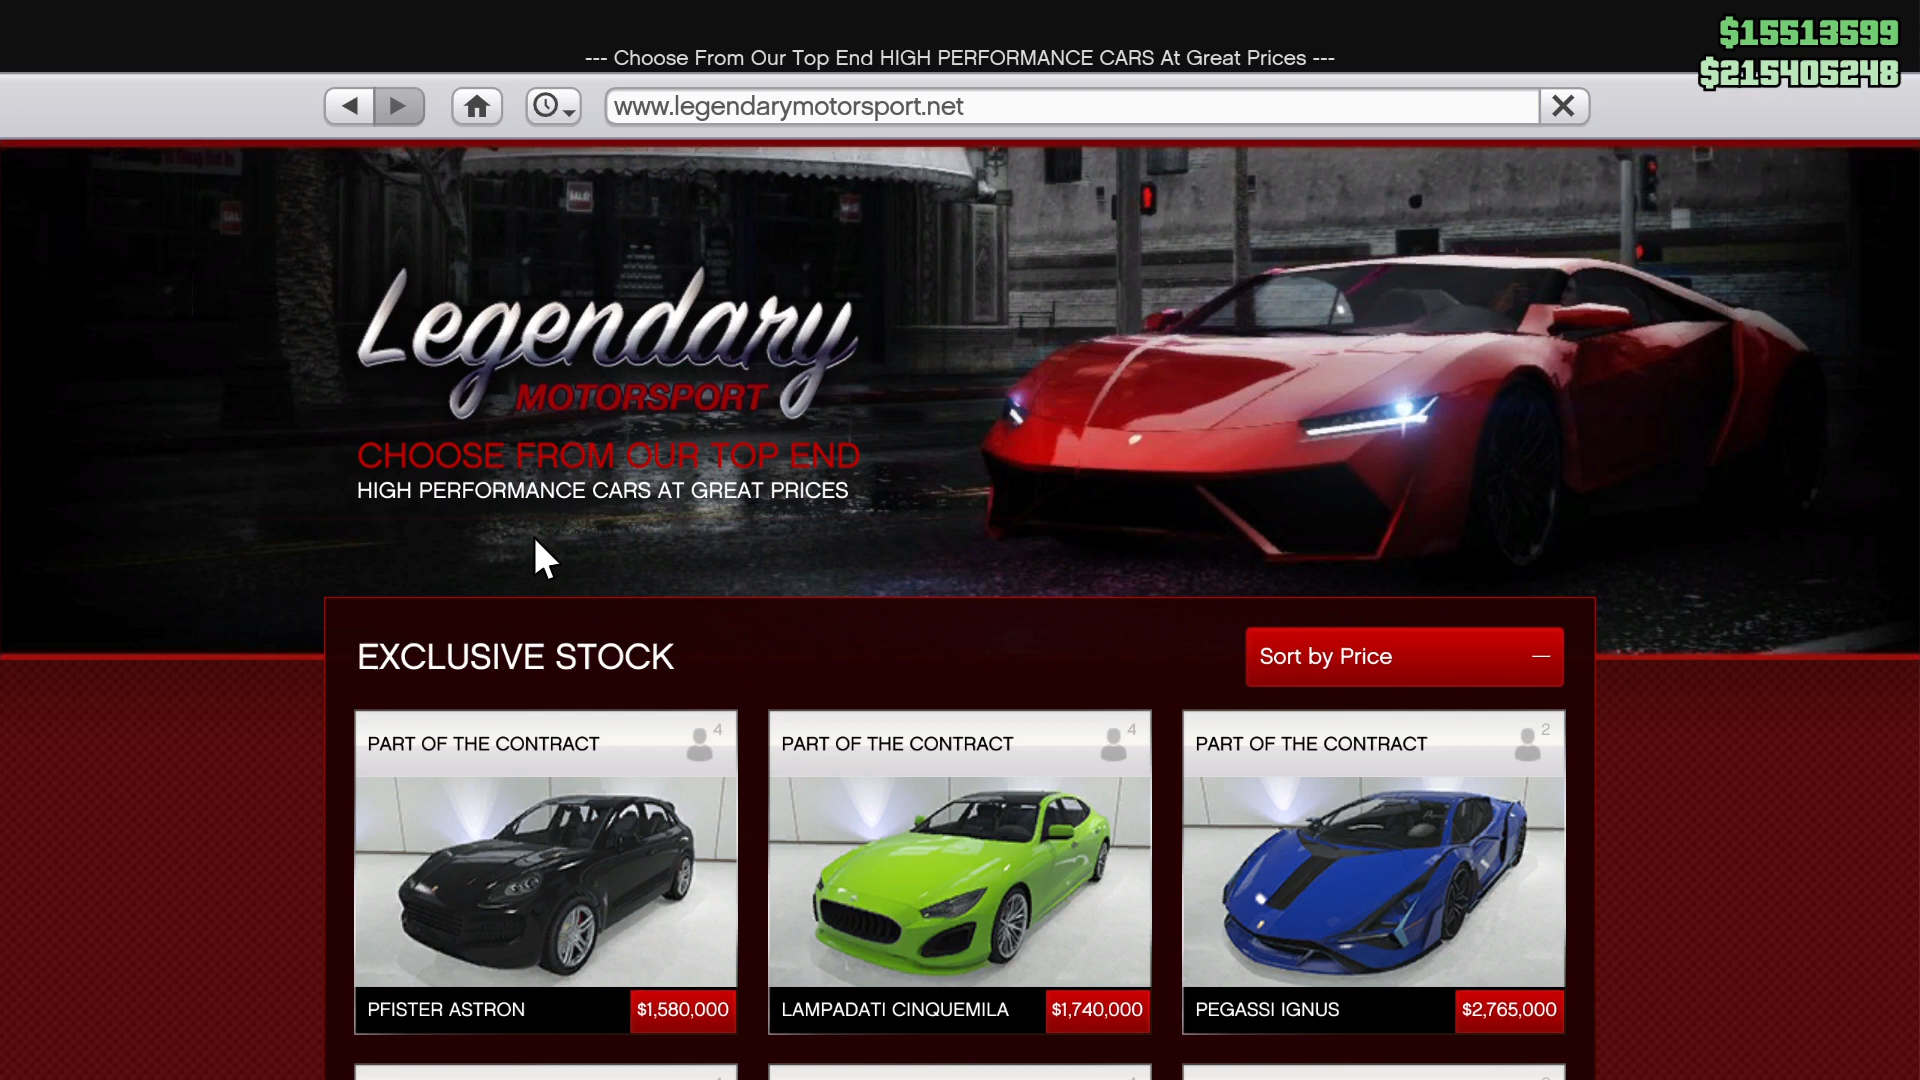 $15513599
--- Choose From Our Top End HIGH PERFORMANCE CARS At Great Prices ---
$215405248
www.legendarymotorsport.net
SALE!
Legendary
MOTORSPORT
CHOOSE FROM OUR TOP END
HIGH PERFORMANCE CARS AT GREAT PRICES
EXCLUSIVE STOCK
Sort by Price
PART OF THE CONTRACT
4
PART OF THE CONTRACT
4
PART OF THE CONTRACT
2
PFISTER ASTRON
$1,580,000
LAMPADATI CINQUEMILA
$1,740,000
PEGASSI IGNUS
$2,765,000